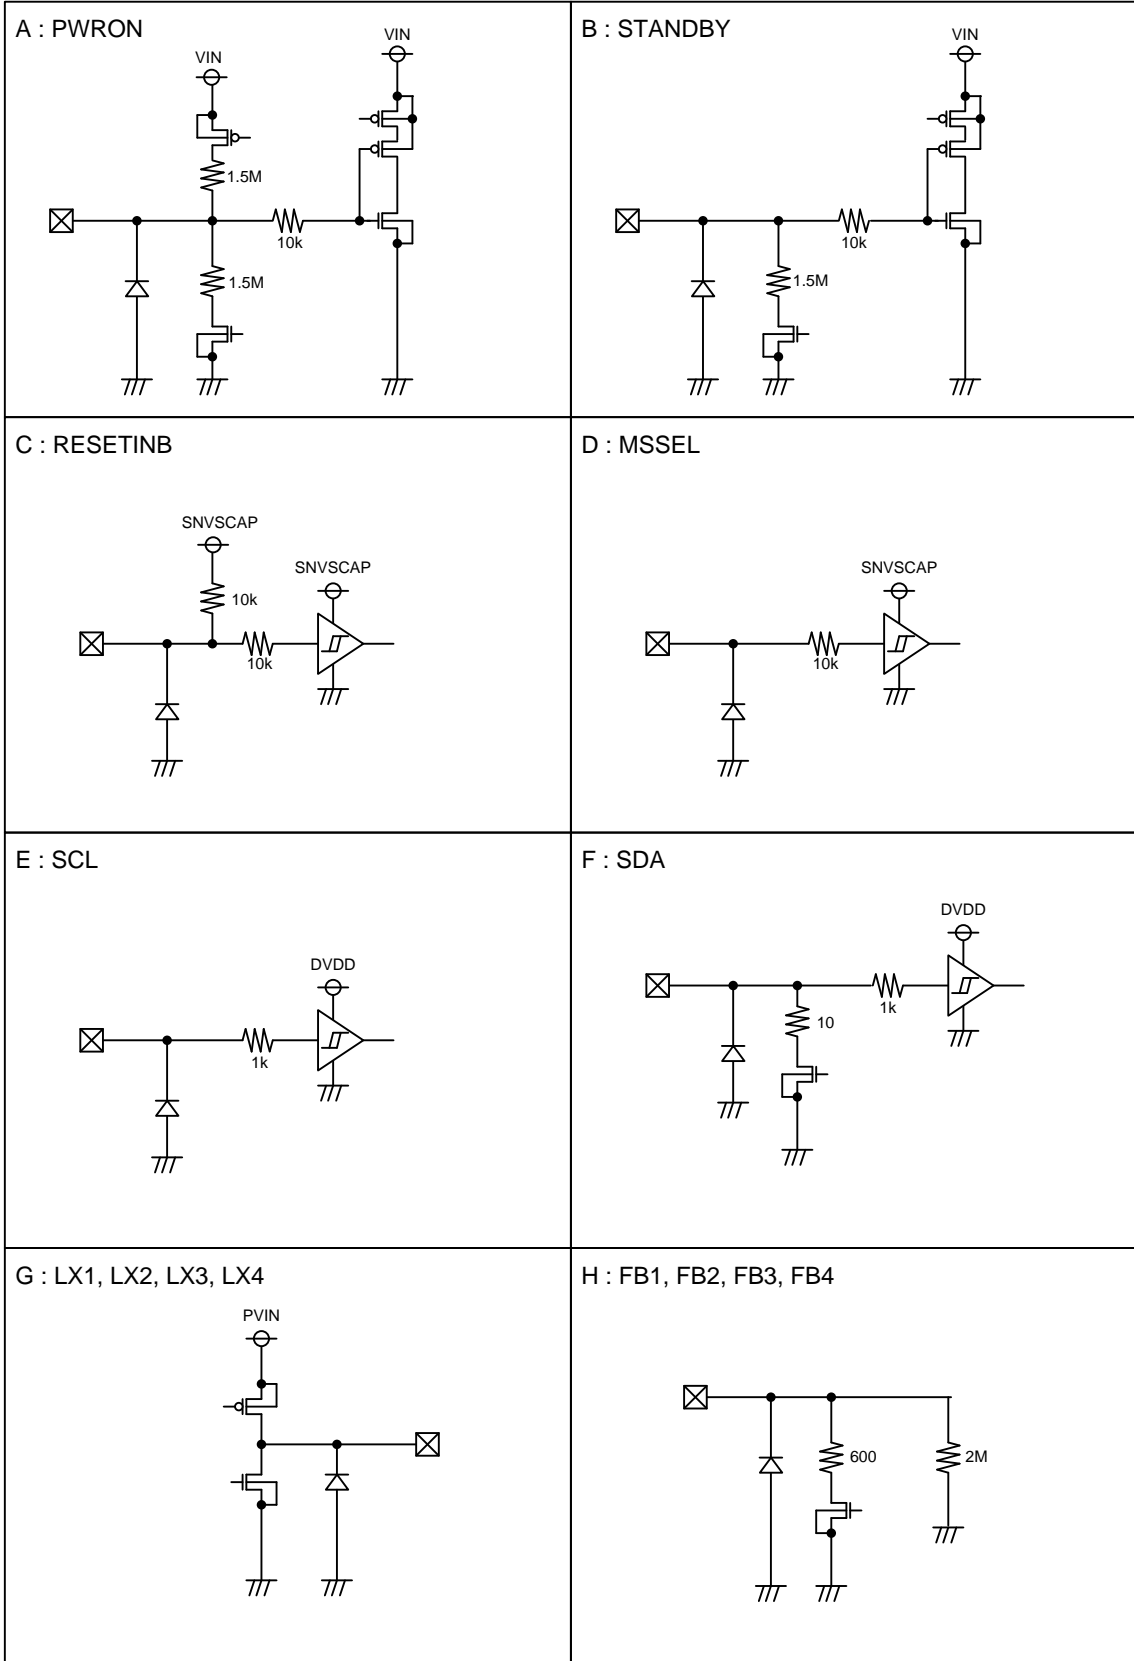 A : PWRON
VIN
VIN
1.5M
10k
1.5M
B : STANDBY
VIN
10k
1.5M
C : RESETINB
SNVSCAP
SNVSCAP
10k
10k
D : MSSEL
SNVSCAP
10k
E : SCL
DVDD
1k
F : SDA
DVDD
1k
10
G : LX1, LX2, LX3, LX4
PVIN
H : FB1, FB2, FB3, FB4
600
2M